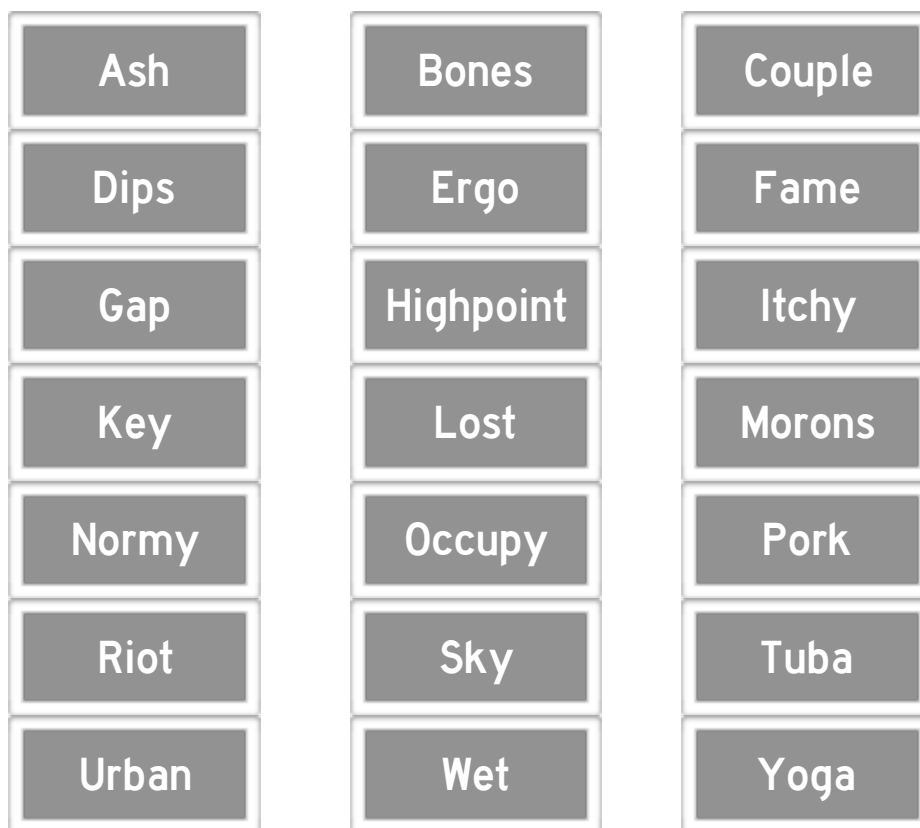 Ash Bones Couple
Dips Ergo Fame
Gap Highpoint Itchy
Key Lost Morons
Normy Occupy Pork
Riot Sky Tuba
Urban Wet Yoga